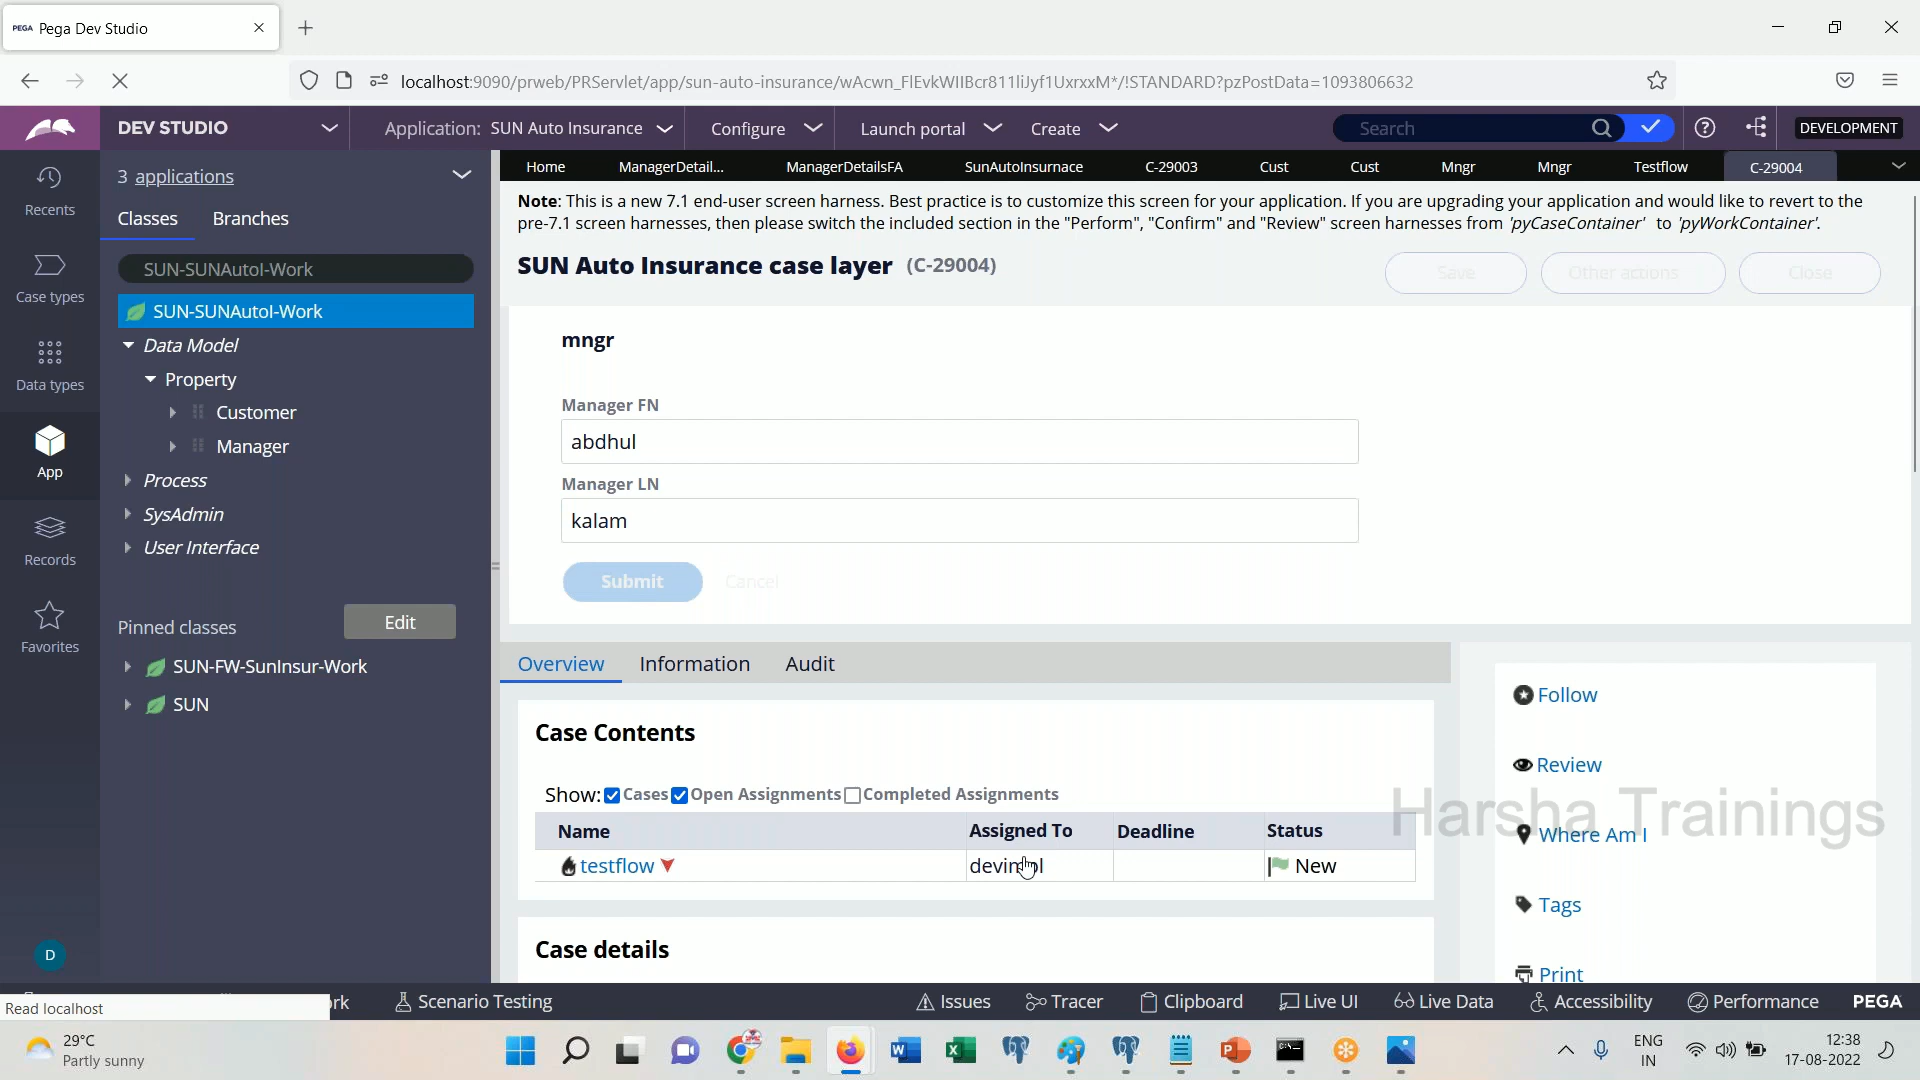 PEGA Pega Dev Studio
localhost:9090/prweb/PRServlet/app/sun-auto-insurance/
DEV STUDIO
Application: SUN Auto Insurance
Configure
Launch portal
Create
Search
DEVELOPMENT
Recents
Case types
Data types
App
Records
Favorites
D
3 applications
Classes
Branches
SUN-SUNAutoI-Work
SUN-SUNAutoI-Work
Data Model
Property
Customer
Manager
Process
SysAdmin
User Interface
Pinned classes
Edit
SUN-FW-SunInsur-Work
SUN
Home
ManagerDetail...
ManagerDetailsFA
SunAutoInsurnace
C-29003
Cust
Cust
Mngr
Mngr
Testflow
C-29004
Note: This is a new 7.1 end-user screen harness. Best practice is to customize this screen for your application. If you are upgrading your application and would like to revert to the
pre-7.1 screen harnesses, then please switch the included section in the "Perform", "Confirm" and "Review" screen harnesses from 'pyCaseContainer' to 'pyWorkContainer'.
SUN Auto Insurance case layer (C-29004)
Save
Other actions
Close
mngr
Manager FN
abdhul
Manager LN
kalam
Submit
Cancel
Overview
Information
Audit
Case Contents
Show: Cases Open Assignments Completed Assignments
Name
Assigned To
Deadline
Status
testflow
New
Case details
Follow
Review
Where Am I
Tags
Print
Harsha Trainings
Read localhost
rk
Scenario Testing
Issues
Tracer
Clipboard
Live UI
Live Data
Accessibility
Performance
PEGA
29°C
Partly sunny
ENG
IN
12:38
17-08-2022